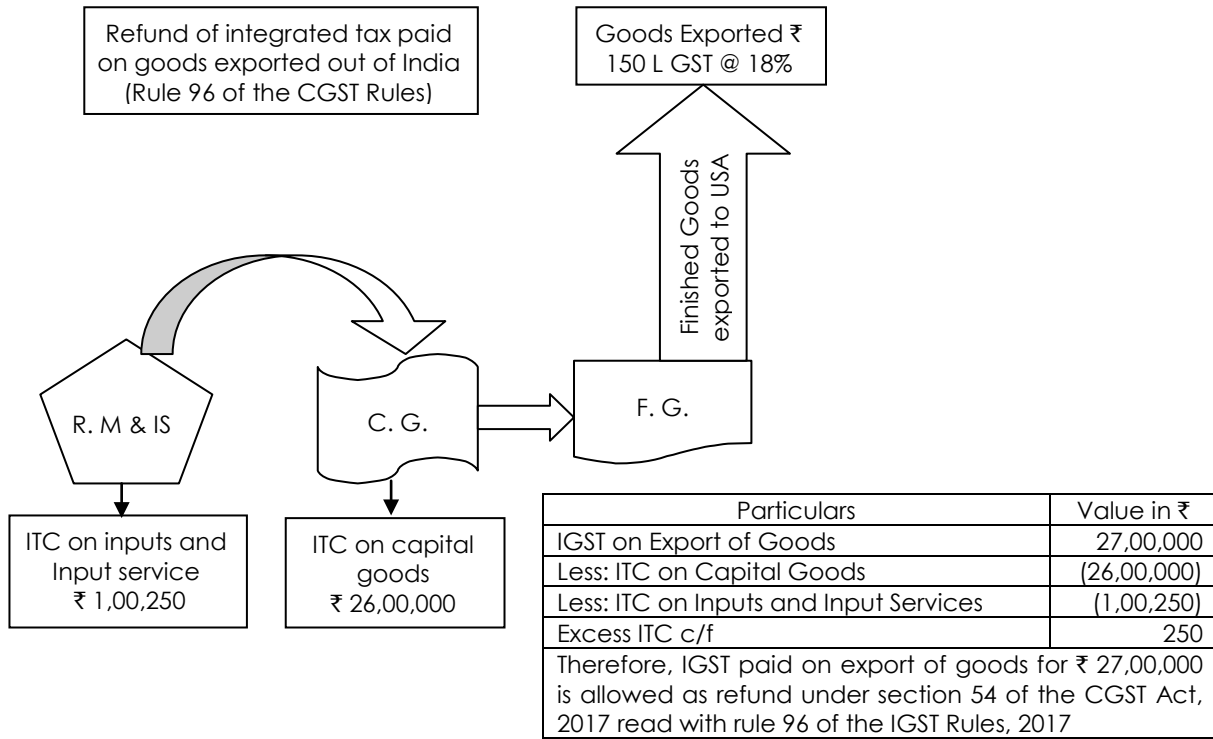 Refund of integrated tax paid
on goods exported out of India
(Rule 96 of the CGST Rules)
Goods Exported ₹
150 L GST @ 18%
Finished Goods
exported to USA
R. M & IS
C. G.
F. G.
ITC on inputs and
Input service
₹ 1,00,250
ITC on capital
goods
₹ 26,00,000
Particulars Value in ₹
IGST on Export of Goods 27,00,000
Less: ITC on Capital Goods (26,00,000)
Less: ITC on Inputs and Input Services (1,00,250)
Excess ITC c/f 250
Therefore, IGST paid on export of goods for ₹ 27,00,000
is allowed as refund under section 54 of the CGST Act,
2017 read with rule 96 of the IGST Rules, 2017